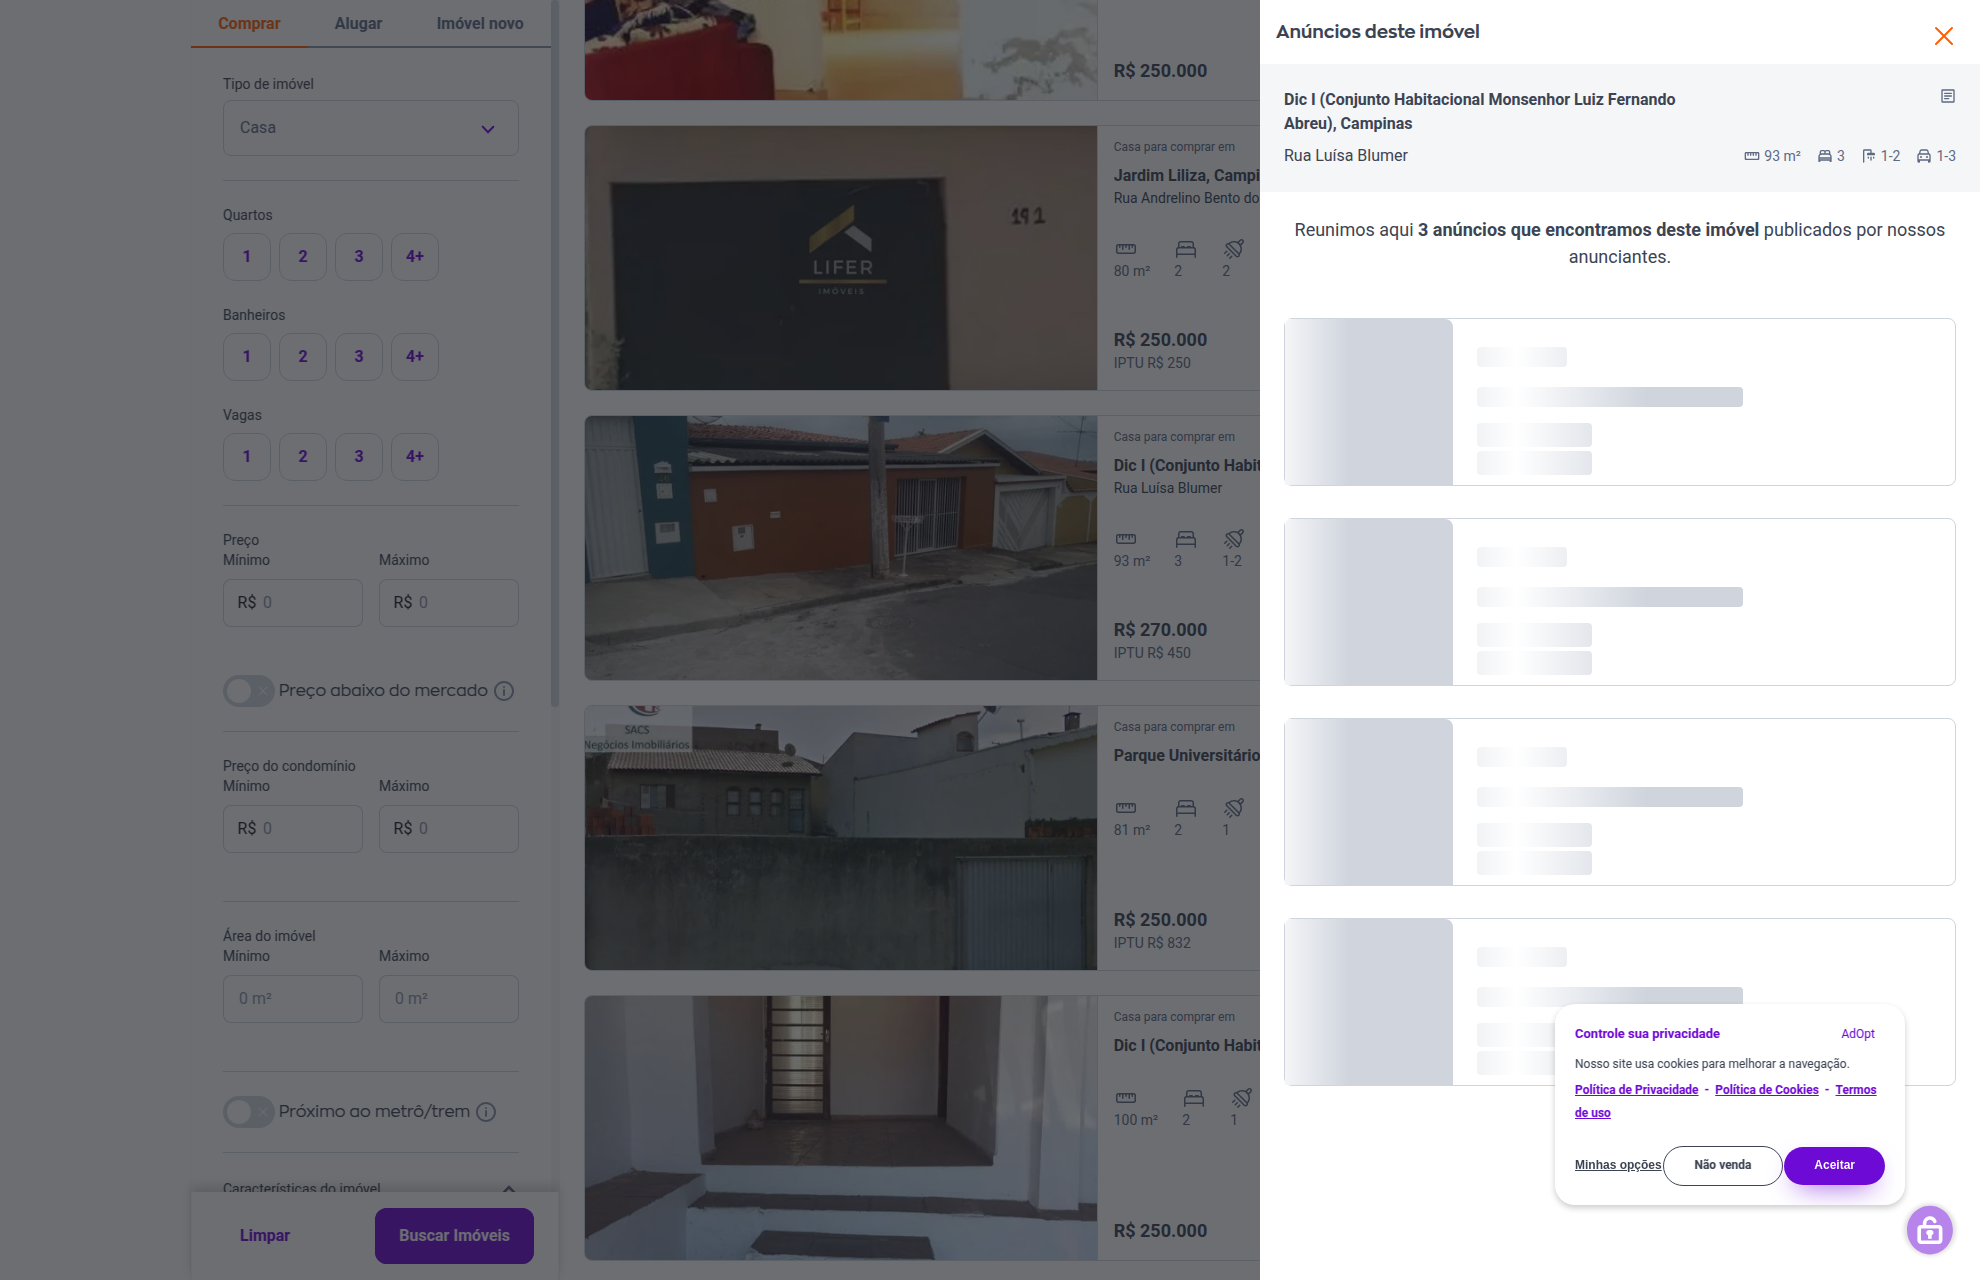 Comprar
Alugar
Imóvel novo
Tipo de imóvel
Casa
Quartos
1
2
3
4+
Banheiros
1
2
3
4+
Vagas
1
2
3
4+
Preço
Mínimo
Máximo
R$ 0
R$ 0
Preço abaixo do mercado
Preço do condomínio
Mínimo
Máximo
R$ 0
R$ 0
Área do imóvel
Mínimo
Máximo
0 m²
0 m²
Próximo ao metrô/trem
Características do imóvel
Limpar
Buscar Imóveis
R$ 250.000
191
LIFER
IMÓVEIS
Casa para comprar em
Jardim Liliza, Campi
Rua Andrelino Bento do
80 m²
2
2
R$ 250.000
IPTU R$ 250
Casa para comprar em
Dic I (Conjunto Habit
Rua Luísa Blumer
93 m²
3
1-2
R$ 270.000
IPTU R$ 450
SACS
Negócios Imobiliários
Casa para comprar em
Parque Universitário
81 m²
2
1
R$ 250.000
IPTU R$ 832
Casa para comprar em
Dic I (Conjunto Habit
100 m²
2
1
R$ 250.000
Anúncios deste imóvel
Dic I (Conjunto Habitacional Monsenhor Luiz Fernando
Abreu), Campinas
Rua Luísa Blumer
93 m²
3
1-2
1-3
Reunimos aqui 3 anúncios que encontramos deste imóvel publicados por nossos
anunciantes.
Controle sua privacidade
AdOpt
Nosso site usa cookies para melhorar a navegação.
Política de Privacidade - Política de Cookies - Termos
de uso
Minhas opções
Não venda
Aceitar